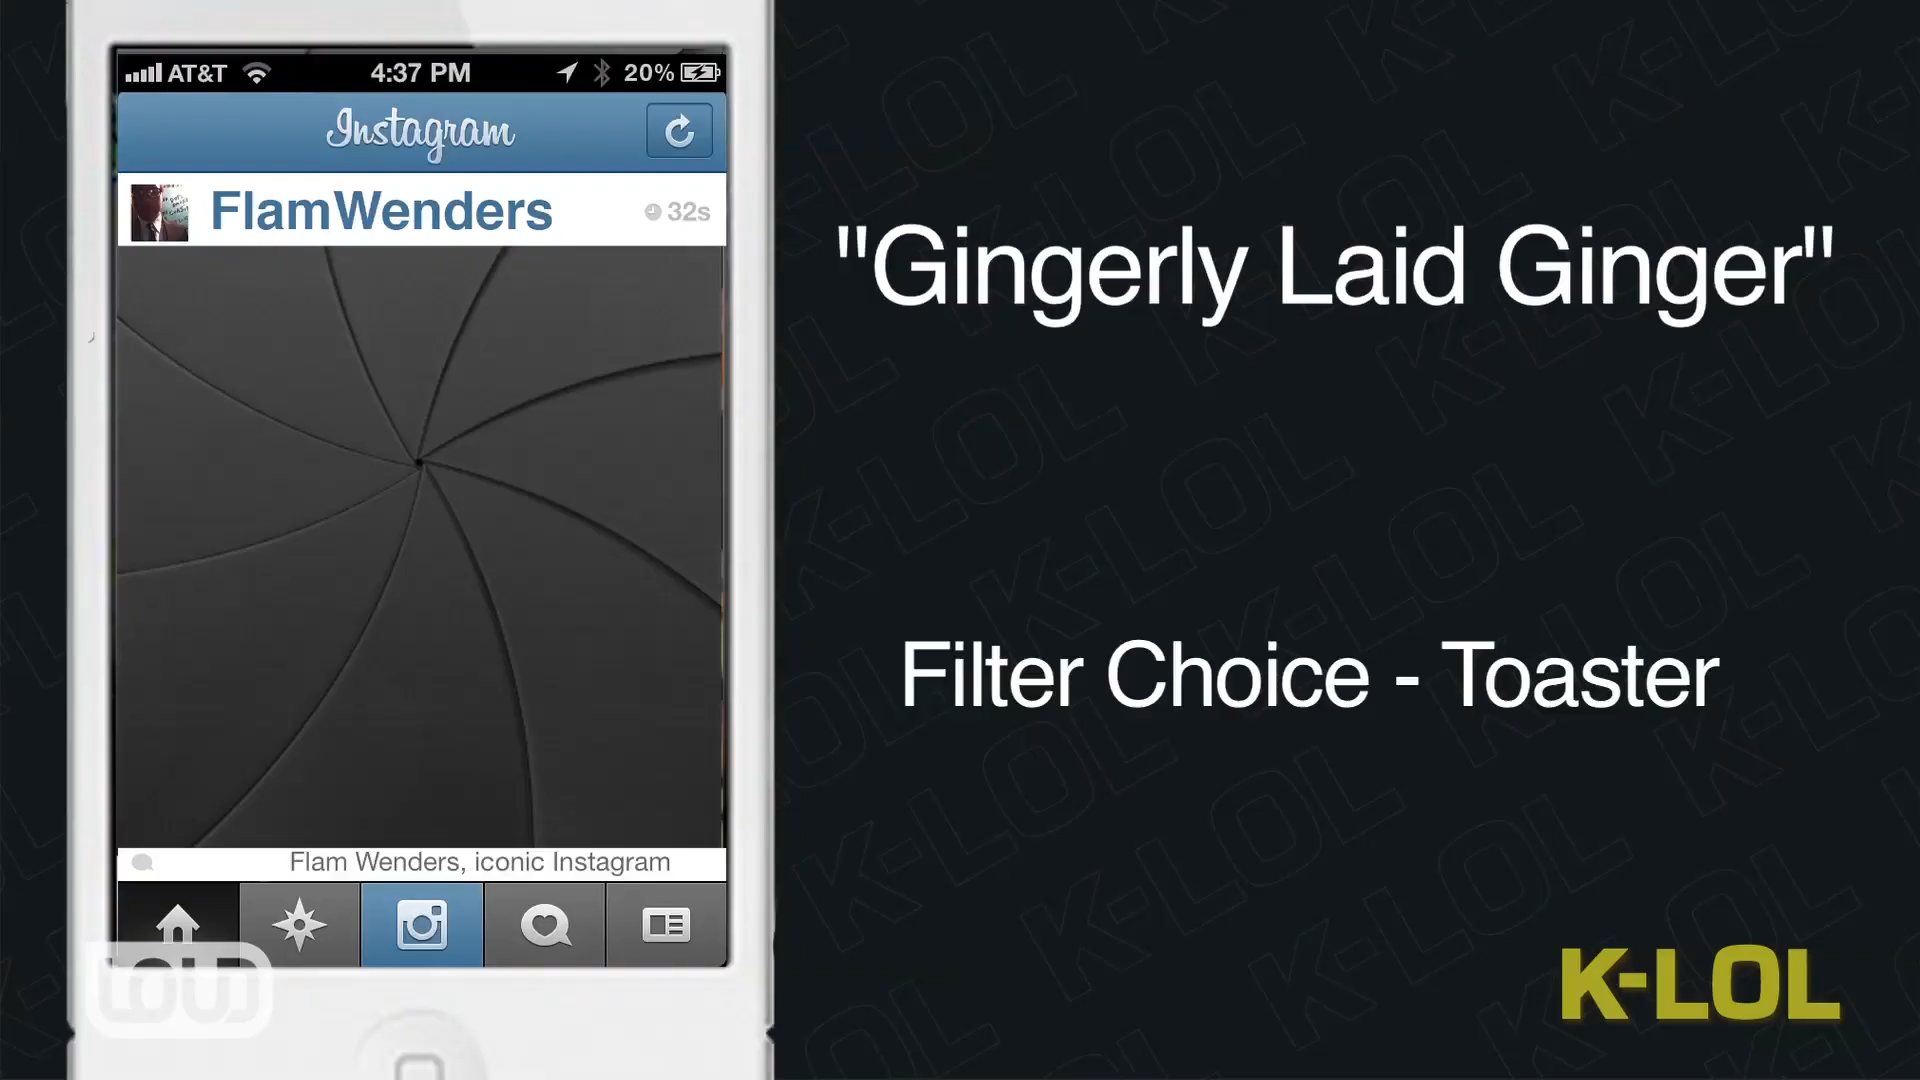 AT&T 4:37 PM 20%
Instagram
FlamWenders 32s
"Gingerly Laid Ginger"
Filter Choice - Toaster
Flam Wenders, iconic Instagram
LOUD
K-LOL